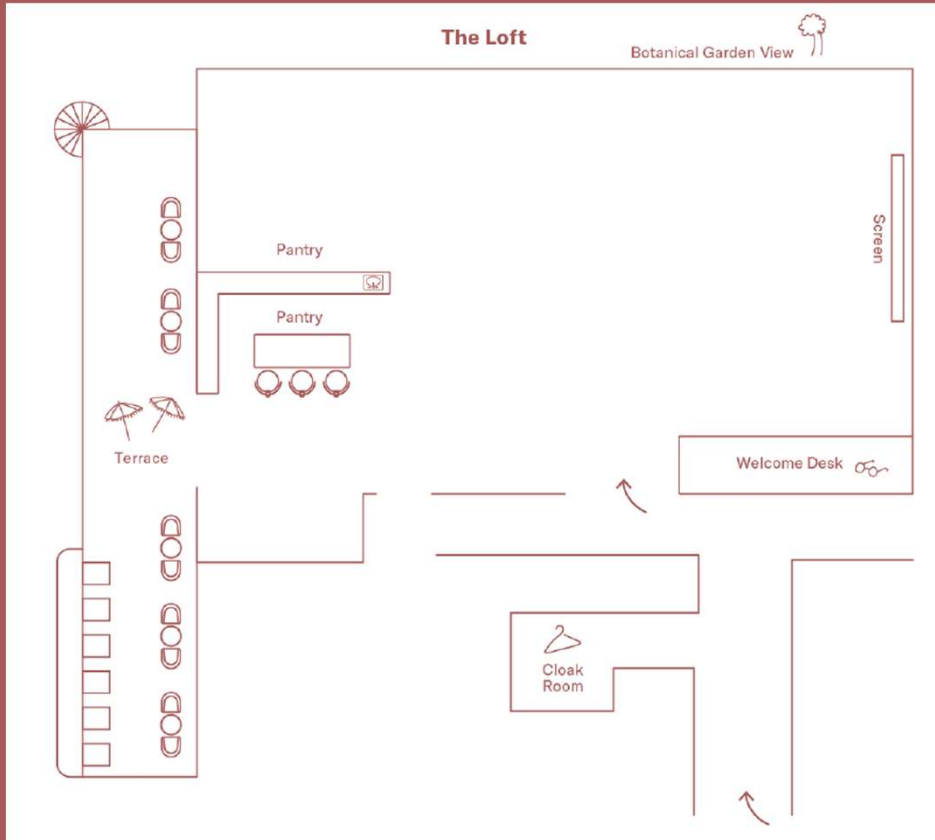 The Loft
Botanical Garden View
Screen
Pantry
Pantry
Terrace
Welcome Desk
Cloak
Room